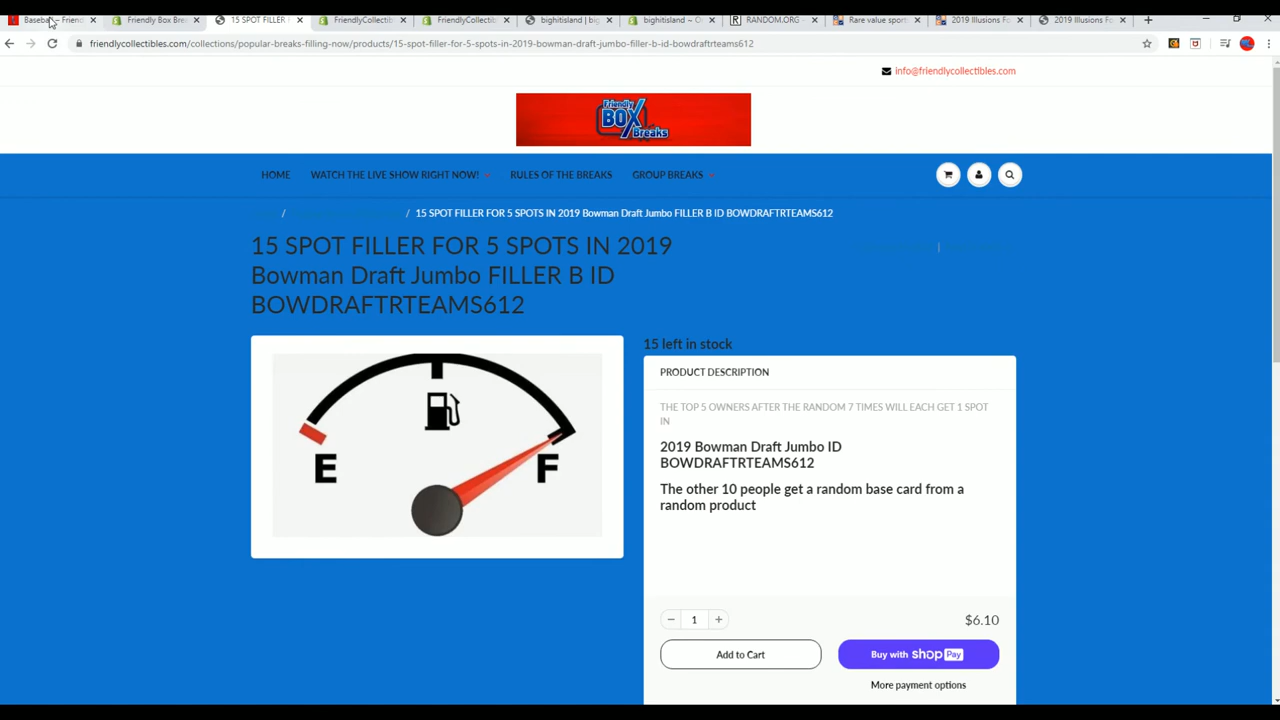 Baseball – Friend
Friendly Box Brea
15 SPOT FILLER
FriendlyCollectib
FriendlyCollectib
bighitisland | big
bighitisland ~ O
RANDOM.ORG -
Rare value sport
2019 Illusions Fo
2019 Illusions Fo
friendlycollectibles.com/collections/popular-breaks-filling-now/products/15-spot-filler-for-5-spots-in-2019-bowman-draft-jumbo-filler-b-id-bowdraftrteams612
info@friendlycollectibles.com
Friendly
BOX
Breaks
HOME WATCH THE LIVE SHOW RIGHT NOW! RULES OF THE BREAKS GROUP BREAKS
/ / 15 SPOT FILLER FOR 5 SPOTS IN 2019 Bowman Draft Jumbo FILLER B ID BOWDRAFTRTEAMS612
15 SPOT FILLER FOR 5 SPOTS IN 2019
Bowman Draft Jumbo FILLER B ID
BOWDRAFTRTEAMS612
E F
15 left in stock
PRODUCT DESCRIPTION
THE TOP 5 OWNERS AFTER THE RANDOM 7 TIMES WILL EACH GET 1 SPOT
IN
2019 Bowman Draft Jumbo ID
BOWDRAFTRTEAMS612
The other 10 people get a random base card from a
random product
− 1 + $6.10
Add to Cart
Buy with shop Pay
More payment options